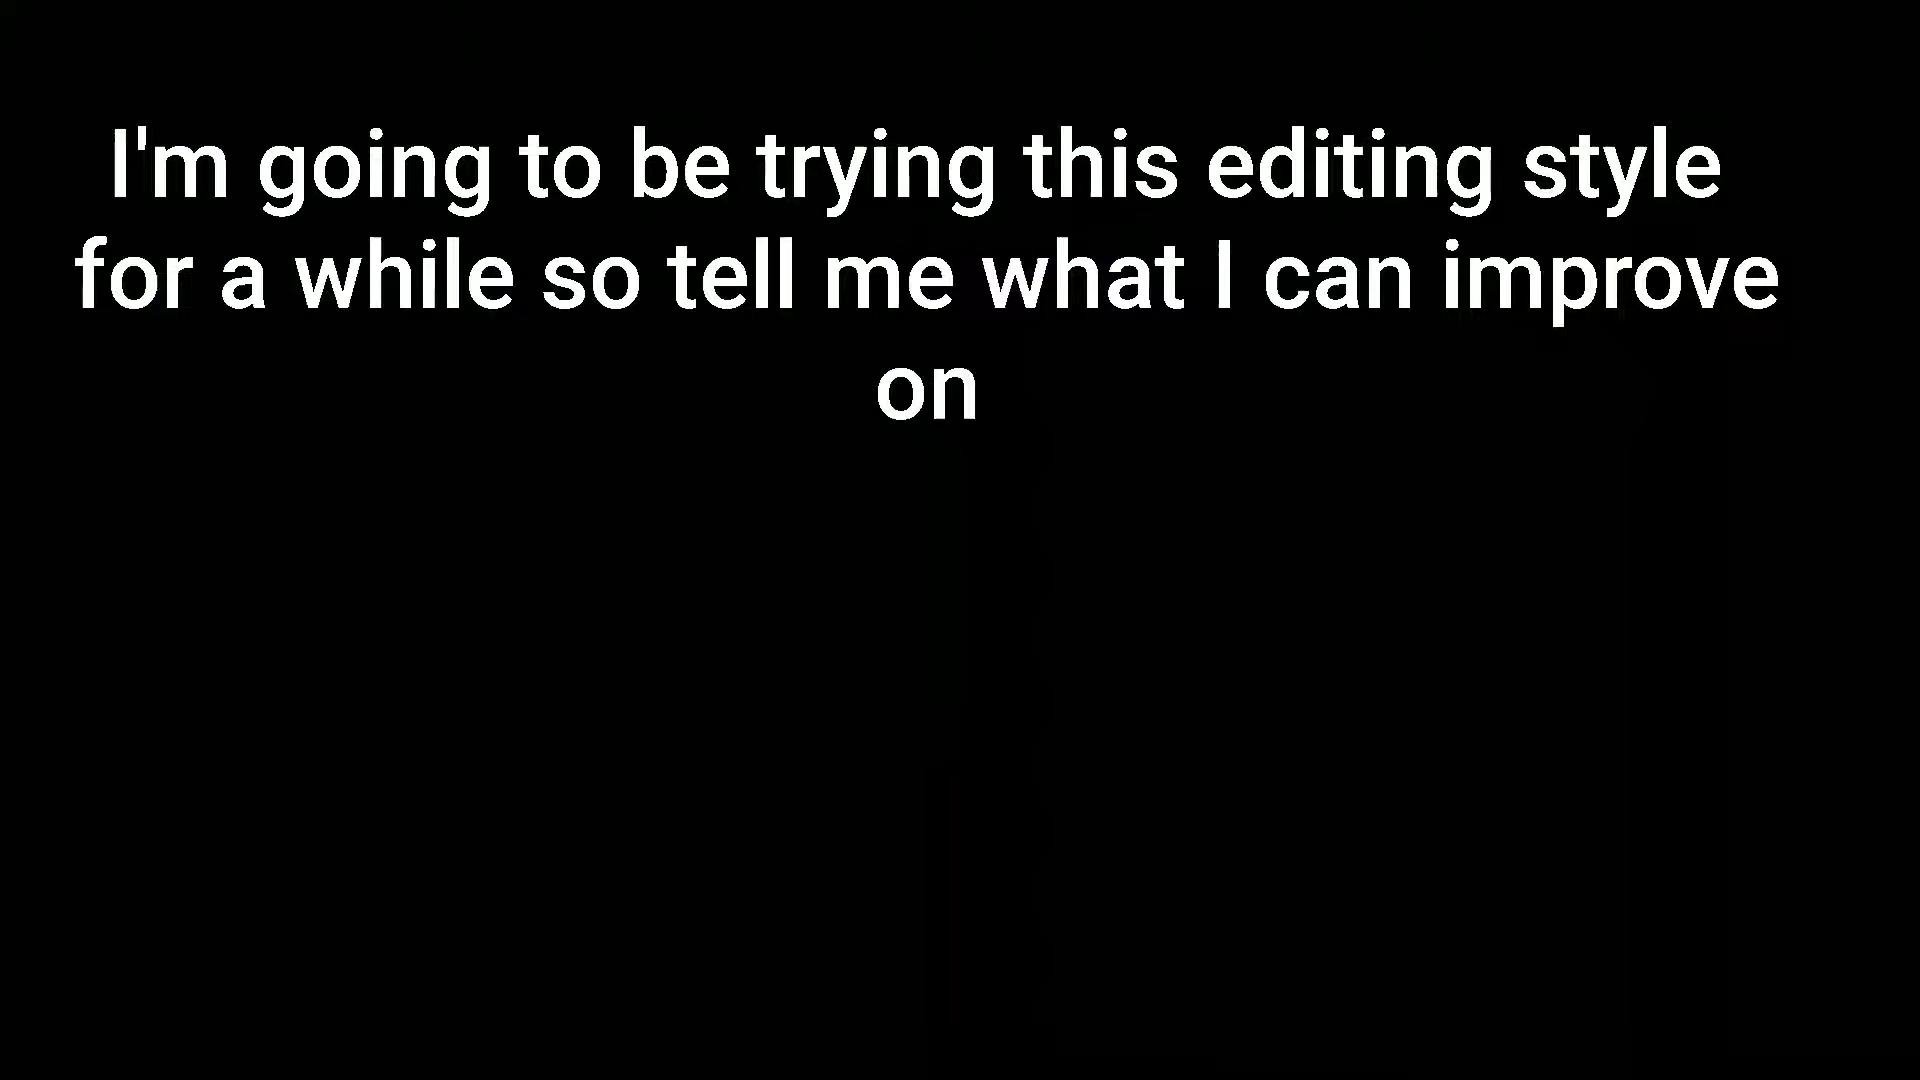 I'm going to be trying this editing style
for a while so tell me what I can improve
on